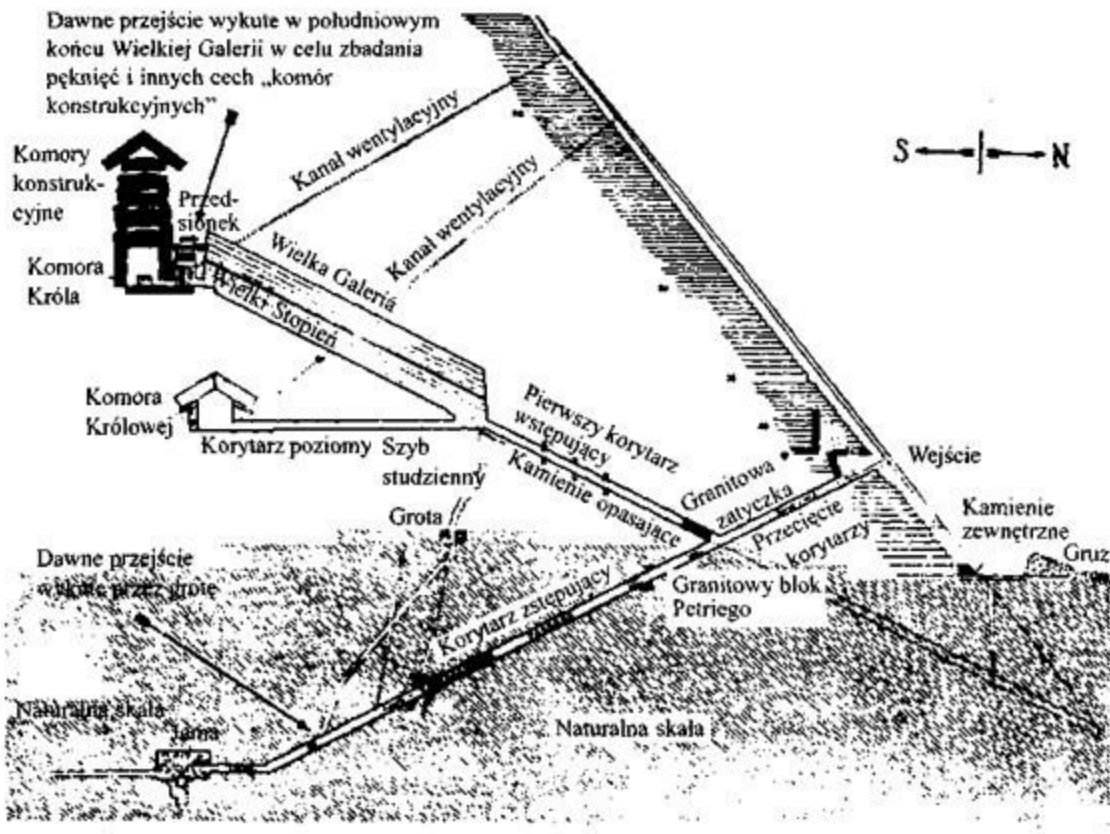 Dawne przejście wykute w południowym
końcu Wielkiej Galerii w celu zbadania
pęknięć i innych cech „komór
konstrukcyjnych”
Kanał wentylacyjny
S N
Komory
konstruk-
cyjne
Przed-
sionek
Kanał wentylacyjny
Wielka Galeria
Komora
Króla
Wielki Stopień
Komora
Królowej
Korytarz poziomy
Szyb
studzienny
Pierwszy korytarz
wstępujący
Kamienie opasające
Granitowa
zatyczka
Wejście
Przecięcie
korytarzy
Kamienie
zewnętrzne
Gruz
Grota
Dawne przejście
wykute przez grotę
Korytarz zstępujący
Granitowy blok
Petriego
Naturalna skała
Jama
Naturalna skała